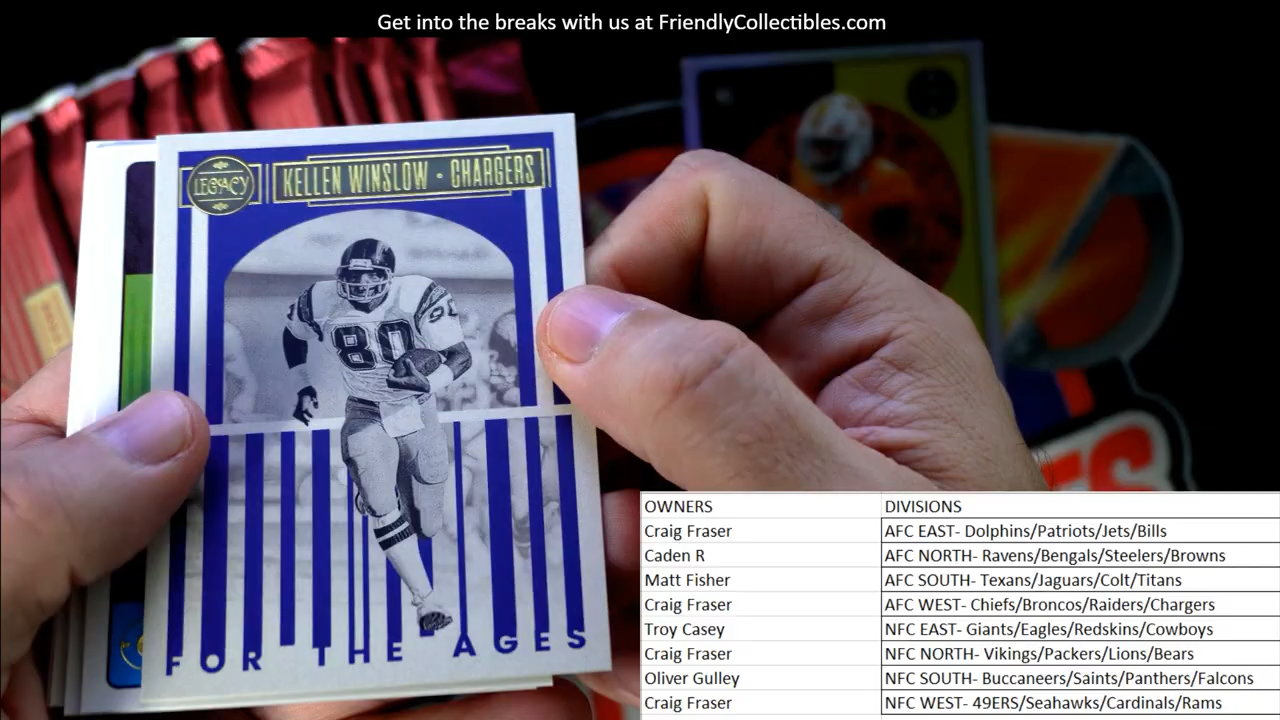 Get into the breaks with us at FriendlyCollectibles.com
LEGACY
KELLEN WINSLOW · CHARGERS
80
80
FOR THE AGES
OWNERS DIVISIONS
Craig Fraser AFC EAST- Dolphins/Patriots/Jets/Bills
Caden R AFC NORTH- Ravens/Bengals/Steelers/Browns
Matt Fisher AFC SOUTH- Texans/Jaguars/Colt/Titans
Craig Fraser AFC WEST- Chiefs/Broncos/Raiders/Chargers
Troy Casey NFC EAST- Giants/Eagles/Redskins/Cowboys
Craig Fraser NFC NORTH- Vikings/Packers/Lions/Bears
Oliver Gulley NFC SOUTH- Buccaneers/Saints/Panthers/Falcons
Craig Fraser NFC WEST- 49ERS/Seahawks/Cardinals/Rams